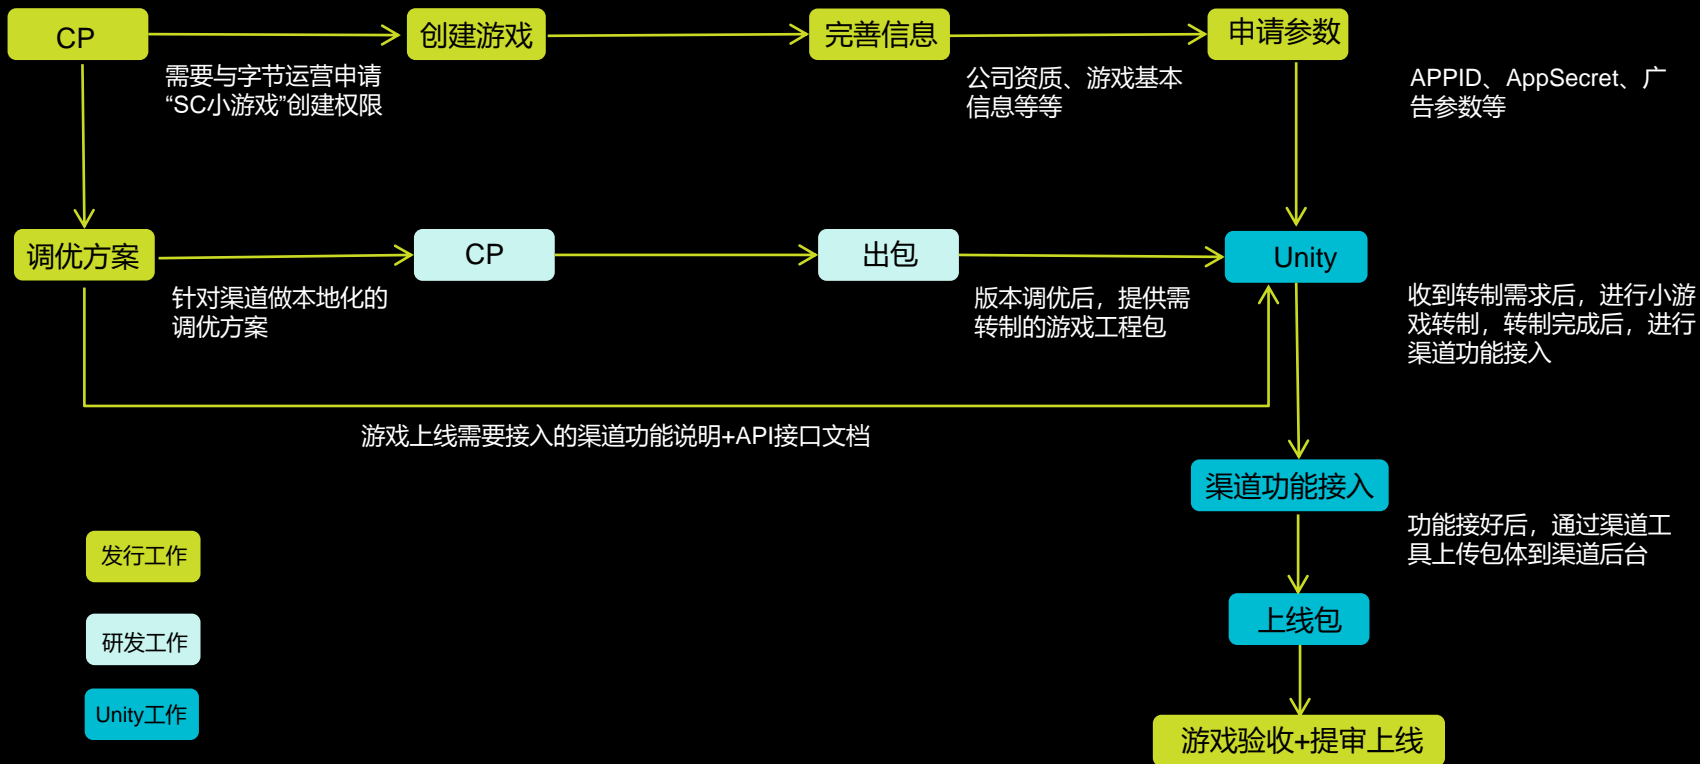 CP
创建游戏
完善信息
申请参数
需要与字节运营申请
“SC小游戏”创建权限
公司资质、游戏基本
信息等等
APPID、AppSecret、广
告参数等
调优方案
CP
出包
Unity
针对渠道做本地化的
调优方案
版本调优后，提供需
转制的游戏工程包
收到转制需求后，进行小游
戏转制，转制完成后，进行
渠道功能接入
游戏上线需要接入的渠道功能说明+API接口文档
渠道功能接入
功能接好后，通过渠道工
具上传包体到渠道后台
发行工作
上线包
研发工作
Unity工作
游戏验收+提审上线